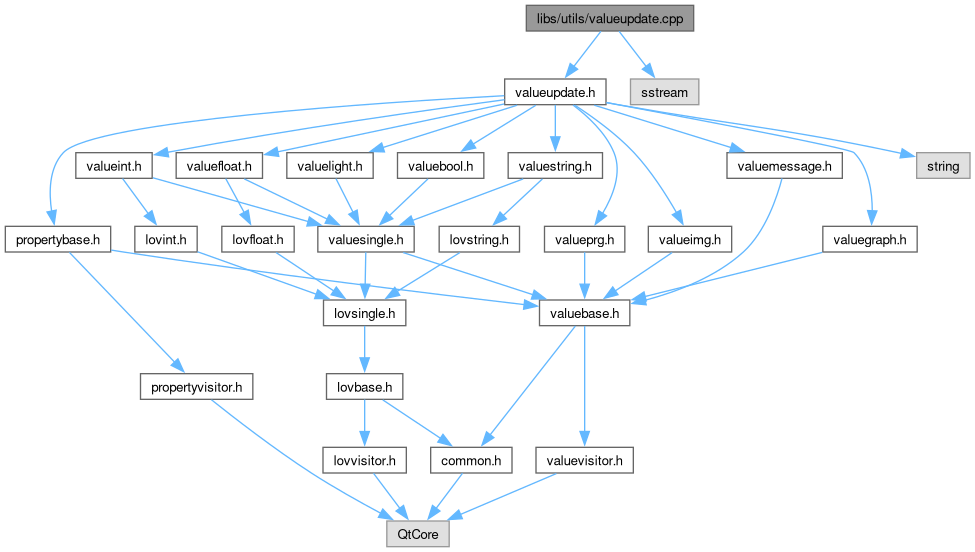 libs/utils/valueupdate.cpp
valueupdate.h
sstream
valueint.h
valuefloat.h
valuelight.h
valuebool.h
valuestring.h
valuemessage.h
string
propertybase.h
lovint.h
lovfloat.h
valuesingle.h
lovstring.h
valueprg.h
valueimg.h
valuegraph.h
lovsingle.h
valuebase.h
propertyvisitor.h
lovbase.h
lovvisitor.h
common.h
valuevisitor.h
QtCore